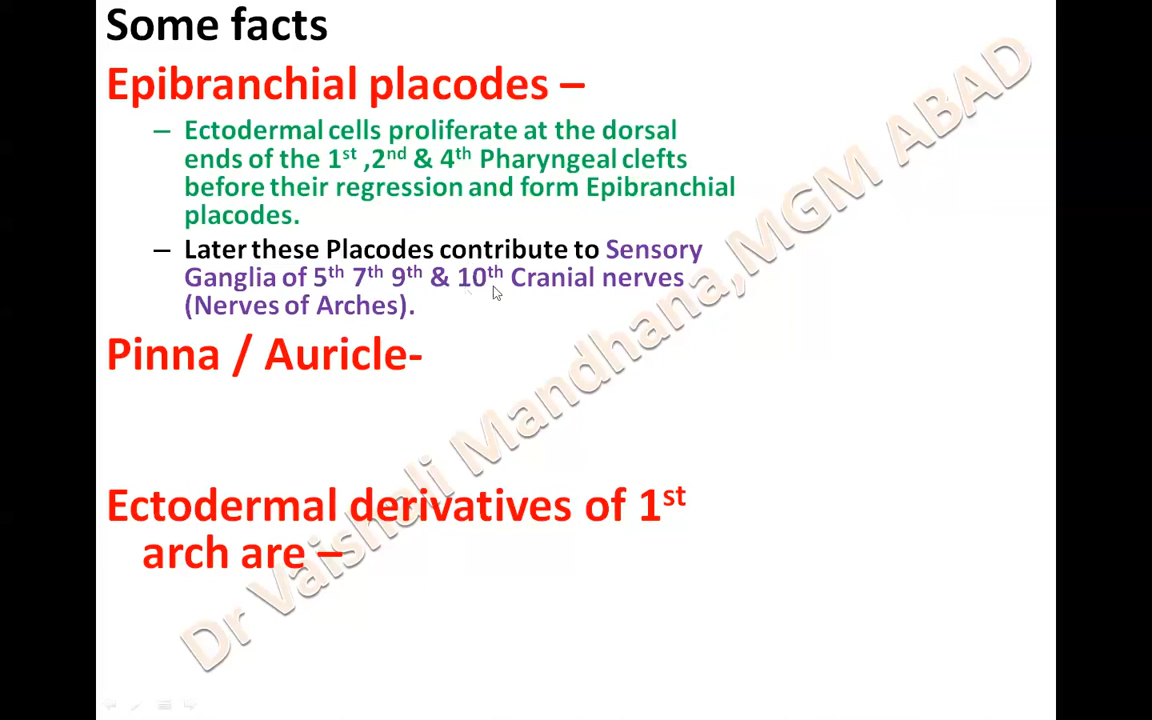 Some facts
Epibranchial placodes –
– Ectodermal cells proliferate at the dorsal
ends of the 1st ,2nd & 4th Pharyngeal clefts
before their regression and form Epibranchial
placodes.
– Later these Placodes contribute to Sensory
Ganglia of 5th 7th 9th & 10th Cranial nerves
(Nerves of Arches).
Pinna / Auricle-
Ectodermal derivatives of 1st
arch are –
Dr Vaishali Mandhana,MGM ABAD